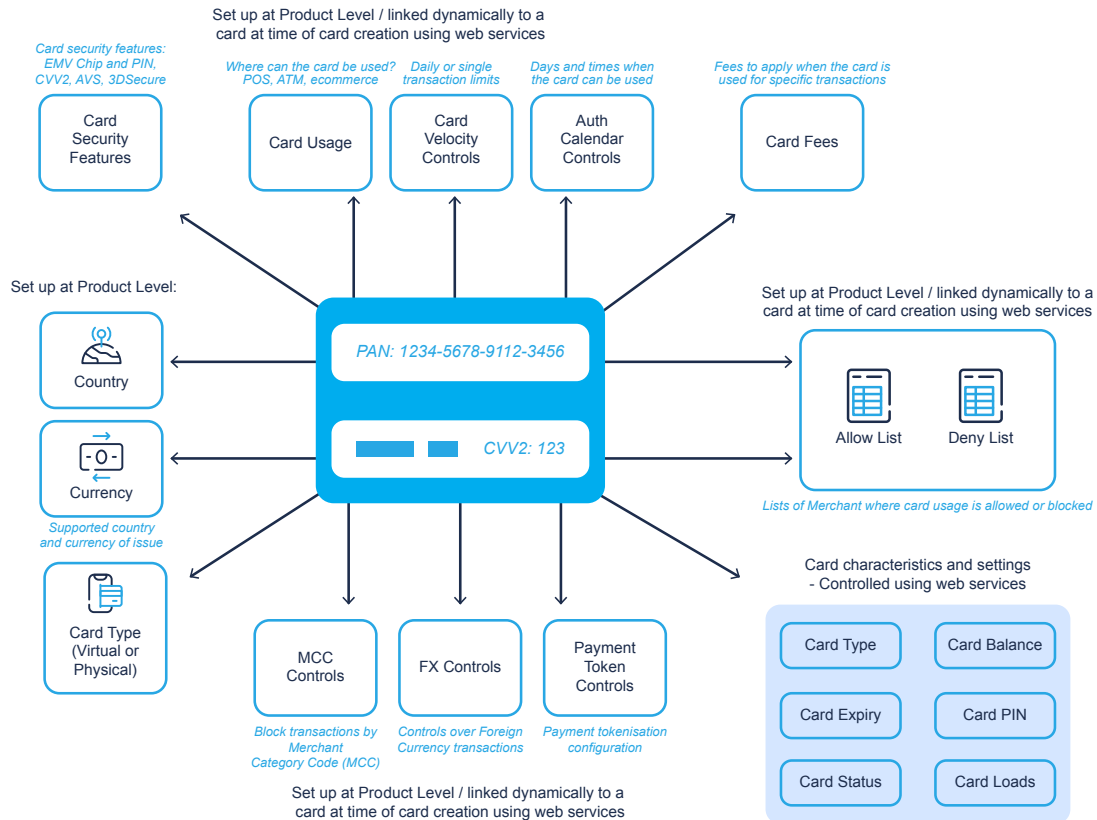 Set up at Product Level / linked dynamically to a
card at time of card creation using web services
Card security features:
EMV Chip and PIN,
CVV2, AVS, 3DSecure
Where can the card be used?
POS, ATM, ecommerce
Daily or single
transaction limits
Days and times when
the card can be used
Fees to apply when the card is
used for specific transactions
Card
Security
Features
Card Usage
Card
Velocity
Controls
Auth
Calendar
Controls
Card Fees
Set up at Product Level:
Country
Currency
Supported country
and currency of issue
Card Type
(Virtual or
Physical)
PAN: 1234-5678-9112-3456
CVV2: 123
Set up at Product Level / linked dynamically to a
card at time of card creation using web services
Allow List
Deny List
Lists of Merchant where card usage is allowed or blocked
MCC
Controls
FX Controls
Payment
Token
Controls
Block transactions by
Merchant
Category Code (MCC)
Controls over Foreign
Currency transactions
Payment tokenisation
configuration
Set up at Product Level / linked dynamically to a
card at time of card creation using web services
Card characteristics and settings
- Controlled using web services
Card Type
Card Balance
Card Expiry
Card PIN
Card Status
Card Loads